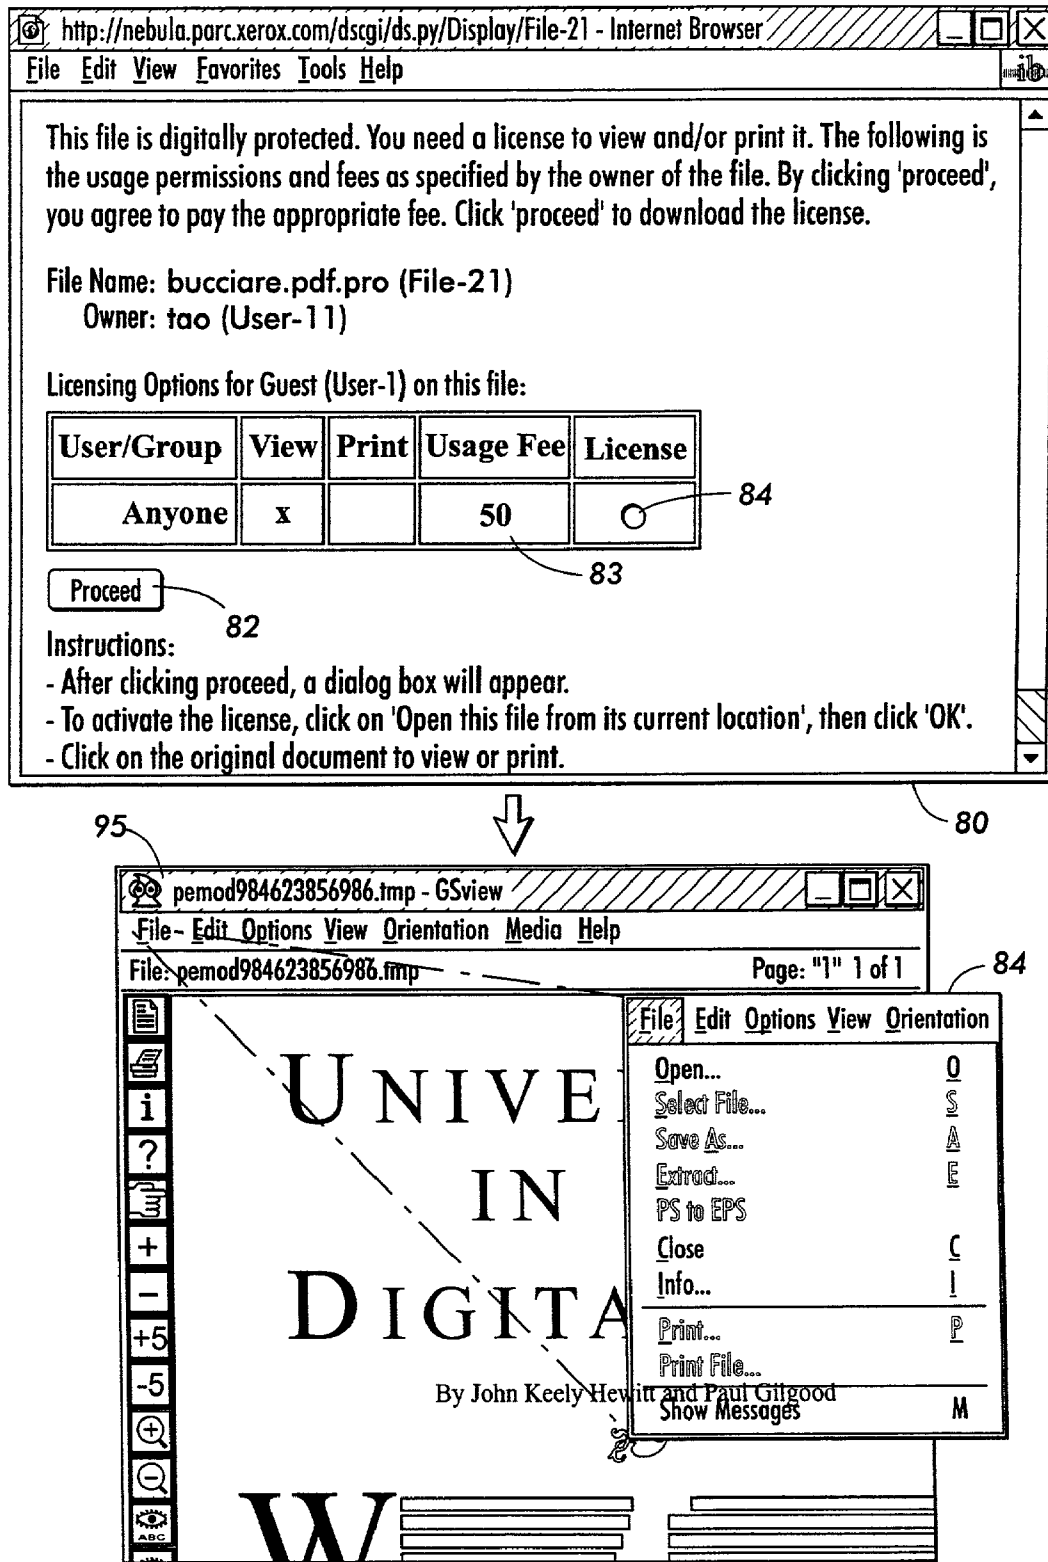 http://nebula.parc.xerox.com/dscgi/ds.py/Display/File-21 - Internet Browser
File Edit View Favorites Tools Help
ib
This file is digitally protected. You need a license to view and/or print it. The following is
the usage permissions and fees as specified by the owner of the file. By clicking 'proceed',
you agree to pay the appropriate fee. Click 'proceed' to download the license.
File Name: bucciare.pdf.pro (File-21)
Owner: tao (User-11)
Licensing Options for Guest (User-1) on this file:
User/Group View Print Usage Fee License
Anyone x 50
84
83
Proceed
82
Instructions:
- After clicking proceed, a dialog box will appear.
- To activate the license, click on 'Open this file from its current location', then click 'OK'.
- Click on the original document to view or print.
80
95
pemod984623856986.tmp - GSview
File Edit Options View Orientation Media Help
File: pemod984623856986.tmp Page: "1" 1 of 1
84
File Edit Options View Orientation
Open... O
Select File... S
Save As... A
Extract... E
PS to EPS
Close C
Info... I
Print... P
Print File...
Show Messages M
i
?
+
-
+5
-5
ABC
UNIVE
IN
DIGITA
By John Keely Hewitt and Paul Gilgood
W